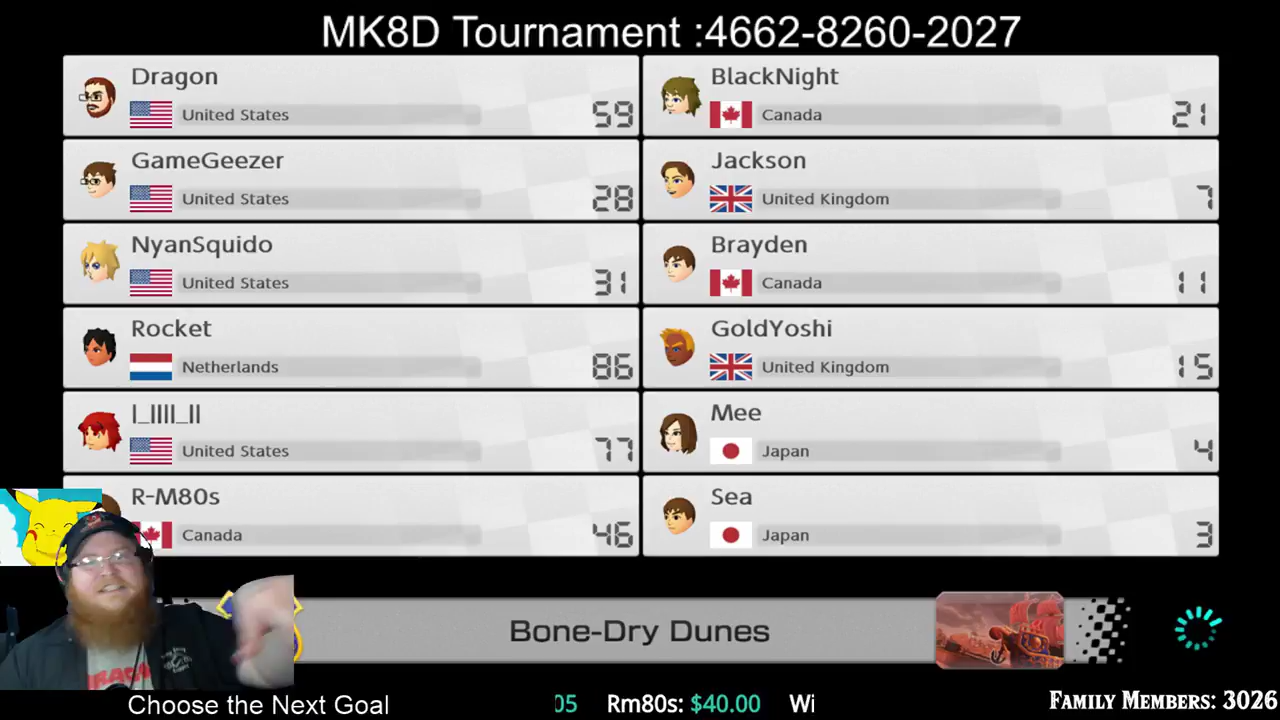 MK8D Tournament :4662-8260-2027
Dragon
United States
59
GameGeezer
United States
28
NyanSquido
United States
31
Rocket
Netherlands
86
I_IIII_II
United States
77
R-M80s
Canada
46
BlackNight
Canada
21
Jackson
United Kingdom
7
Brayden
Canada
11
GoldYoshi
United Kingdom
15
Mee
Japan
4
Sea
Japan
3
Bone-Dry Dunes
Choose the Next Goal
05 Rm80s: $40.00 Wi
Family Members: 3026